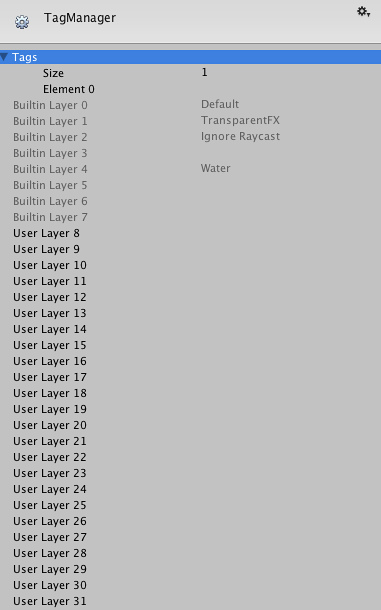 TagManager
Tags
Size 1
Element 0
Builtin Layer 0 Default
Builtin Layer 1 TransparentFX
Builtin Layer 2 Ignore Raycast
Builtin Layer 3
Builtin Layer 4 Water
Builtin Layer 5
Builtin Layer 6
Builtin Layer 7
User Layer 8
User Layer 9
User Layer 10
User Layer 11
User Layer 12
User Layer 13
User Layer 14
User Layer 15
User Layer 16
User Layer 17
User Layer 18
User Layer 19
User Layer 20
User Layer 21
User Layer 22
User Layer 23
User Layer 24
User Layer 25
User Layer 26
User Layer 27
User Layer 28
User Layer 29
User Layer 30
User Layer 31